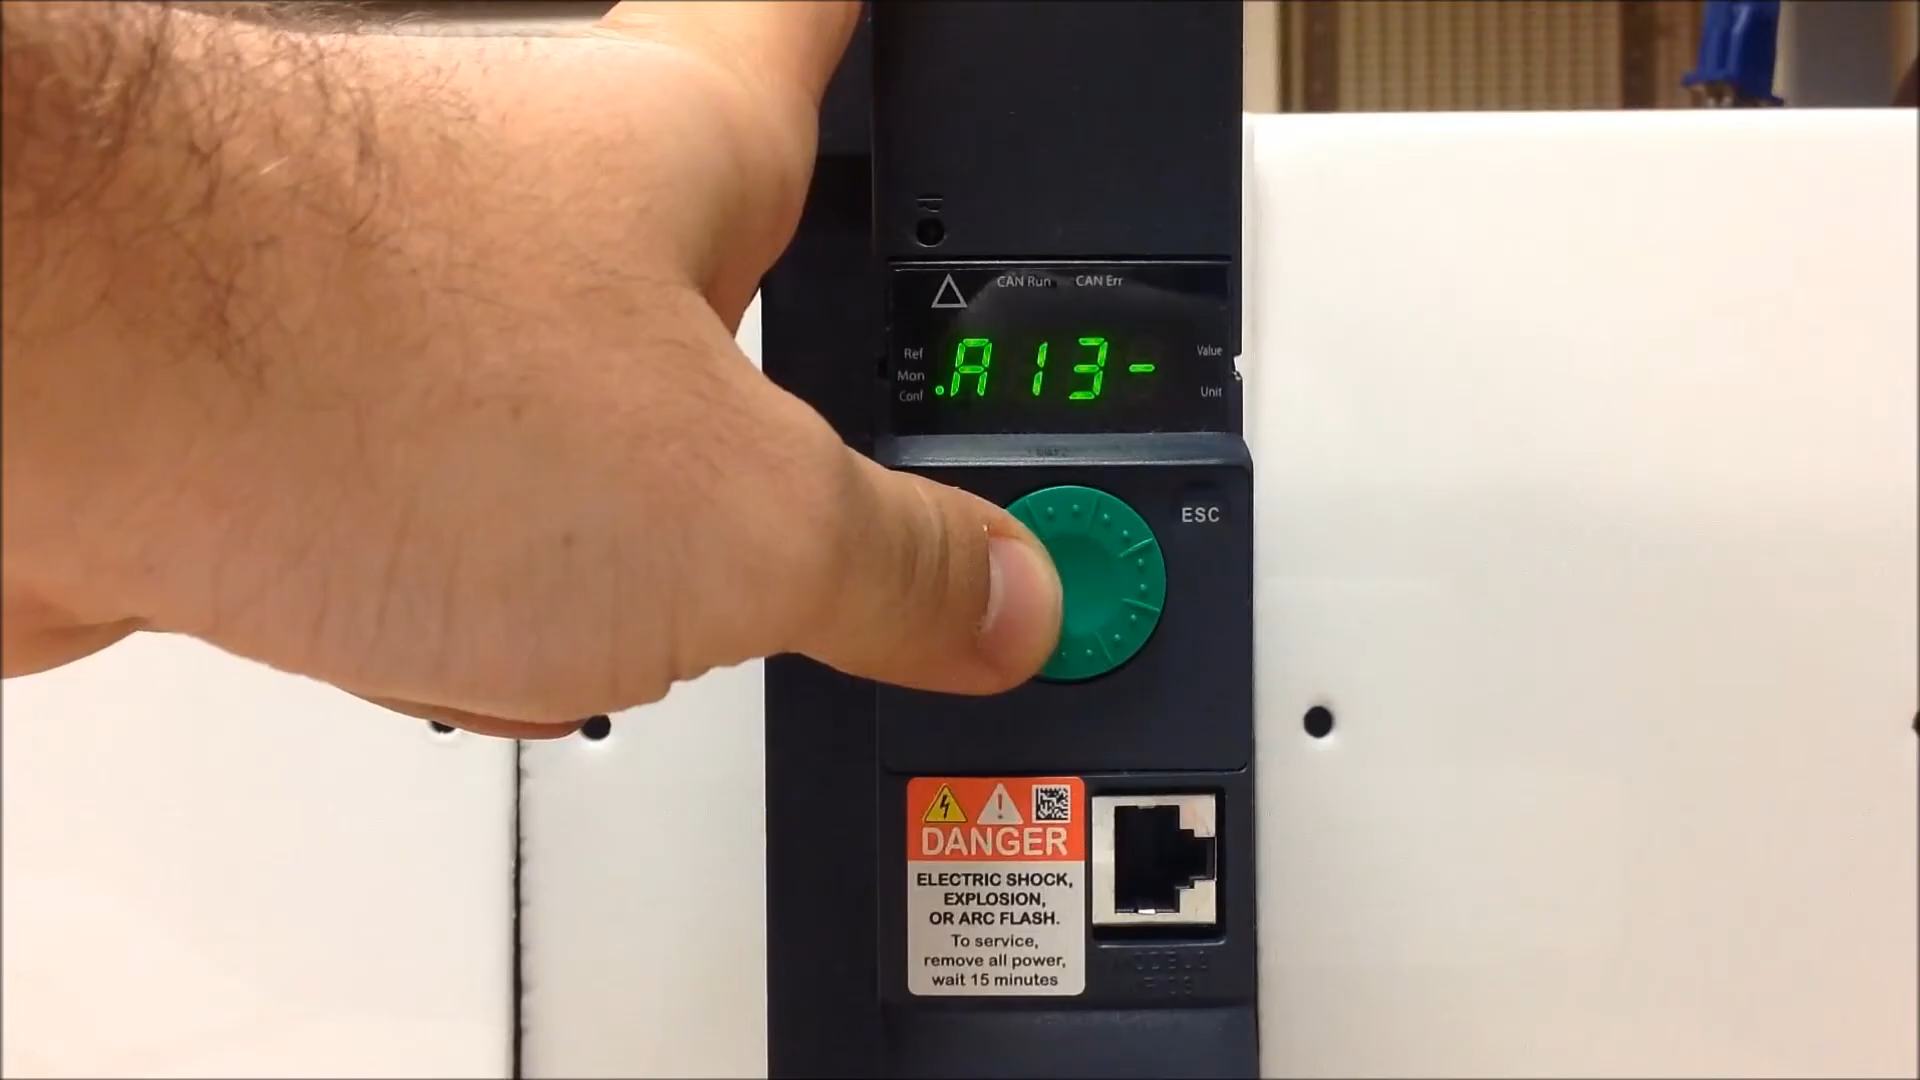 CAN Run CAN Err
Ref
Mon
Conf
.A13-
Value
Unit
ESC
DANGER
ELECTRIC SHOCK,
EXPLOSION,
OR ARC FLASH.
To service,
remove all power,
wait 15 minutes